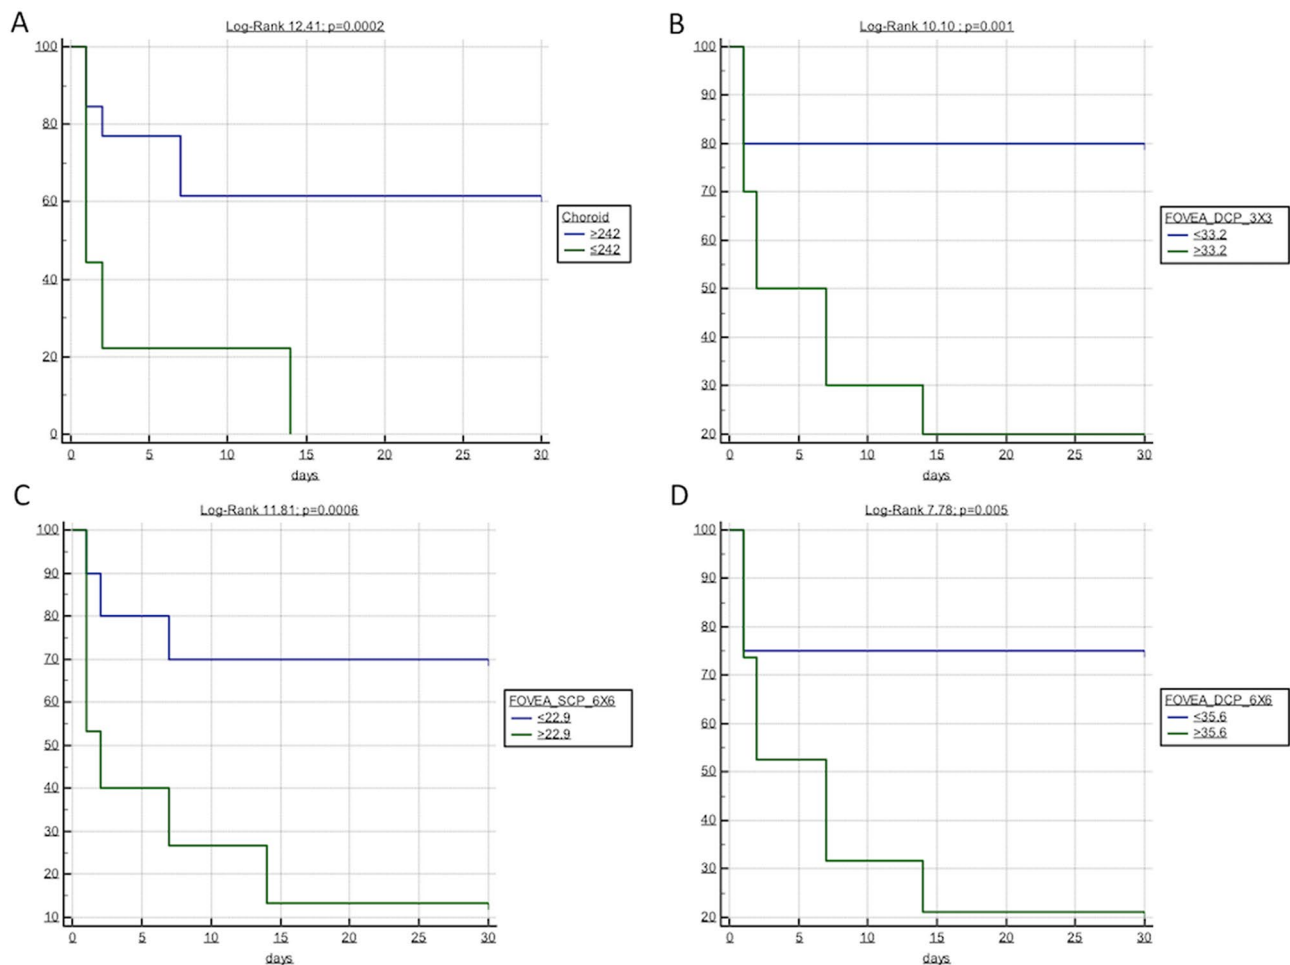 A
Log-Rank 12.41; p=0.0002
100
80
60
40
20
0
0 5 10 15 20 25 30
days
Choroid
≥242
≤242
B
Log-Rank 10.10 ; p=0.001
100
90
80
70
60
50
40
30
20
0 5 10 15 20 25 30
days
FOVEA_DCP_3X3
≤33.2
>33.2
C
Log-Rank 11.81; p=0.0006
100
90
80
70
60
50
40
30
20
10
0 5 10 15 20 25 30
days
FOVEA_SCP_6X6
≤22.9
>22.9
D
Log-Rank 7.78; p=0.005
100
90
80
70
60
50
40
30
20
0 5 10 15 20 25 30
days
FOVEA_DCP_6X6
≤35.6
>35.6